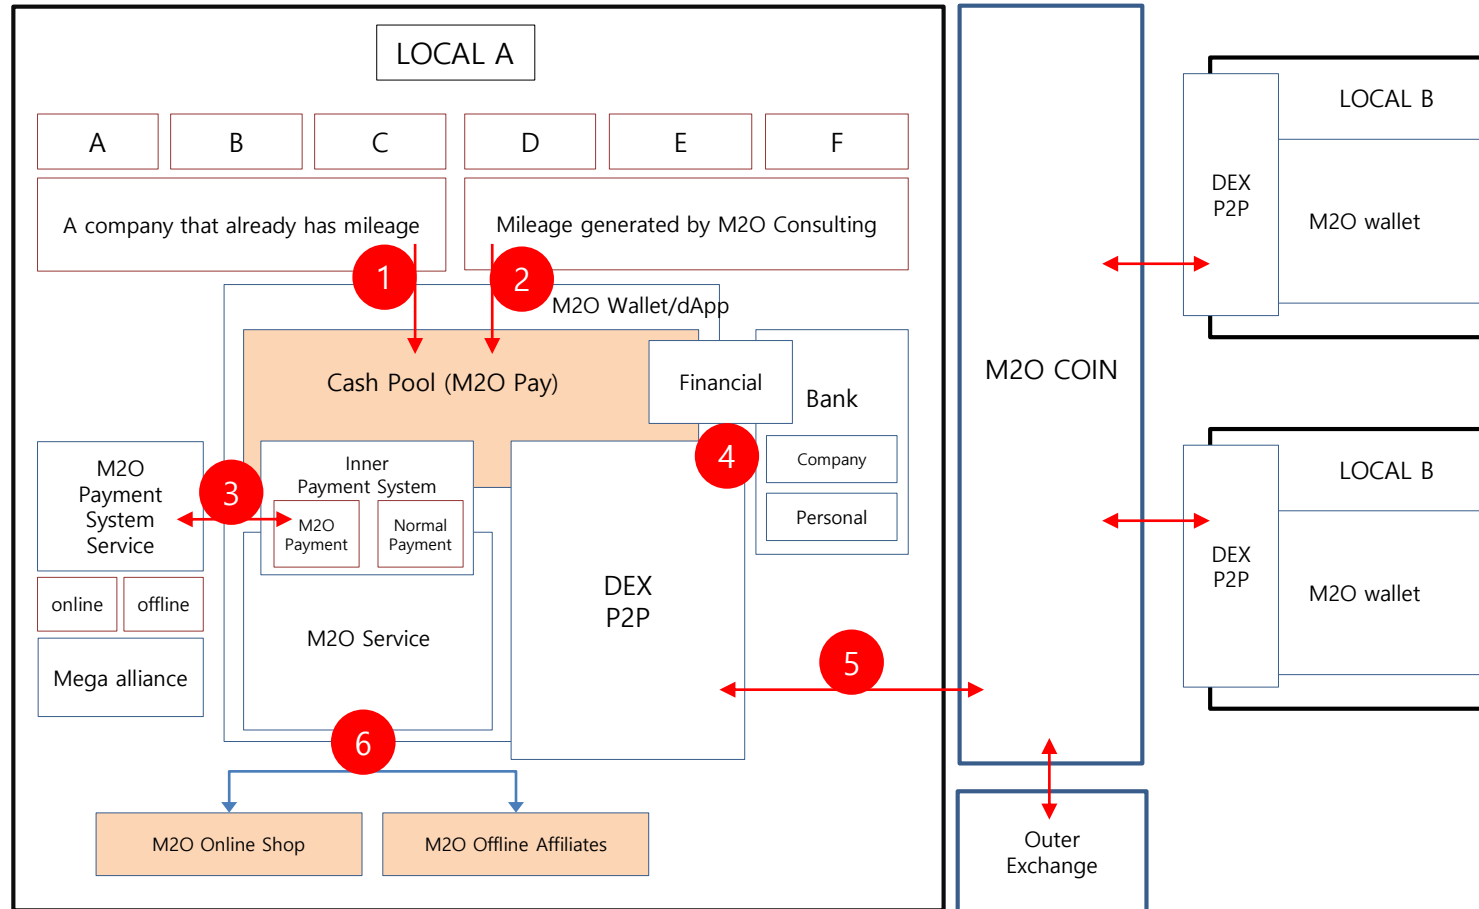 LOCAL A
A
B
C
D
E
F
A company that already has mileage
Mileage generated by M2O Consulting
1
2
M2O Wallet/dApp
Cash Pool (M2O Pay)
Financial
Bank
Company
Personal
4
M2O
Payment
System
Service
3
Inner
Payment System
M2O
Payment
Normal
Payment
online
offline
Mega alliance
M2O Service
DEX
P2P
5
6
M2O Online Shop
M2O Offline Affiliates
M2O COIN
Outer
Exchange
LOCAL B
DEX
P2P
M2O wallet
LOCAL B
DEX
P2P
M2O wallet